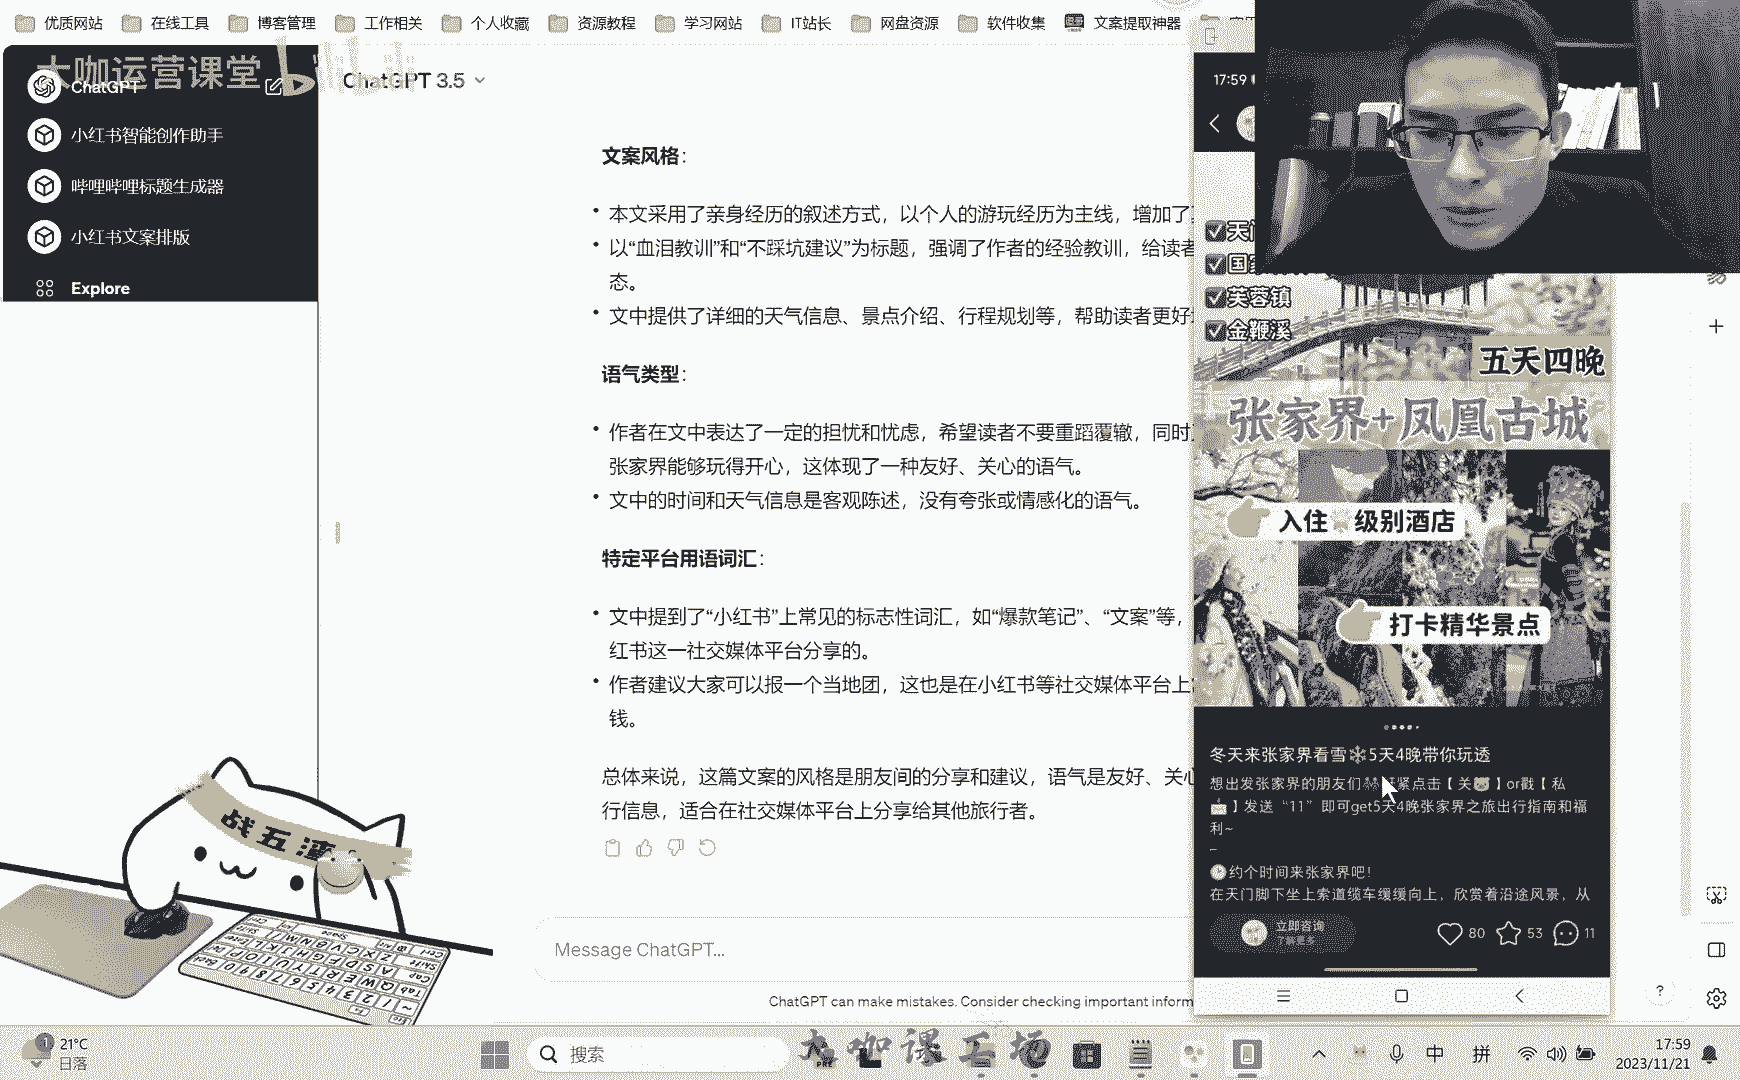 优质网站
在线工具
博客管理
工作相关
个人收藏
资源教程
学习网站
IT站长
网盘资源
软件收集
文案提取神器
大咖运营课堂
bilibili
ChatGPT
小红书智能创作助手
哔哩哔哩标题生成器
小红书文案排版
Explore
ChatGPT 3.5
文案风格：
本文采用了亲身经历的叙述方式，以个人的游玩经历为主线，增加了
以“血泪教训”和“不踩坑建议”为标题，强调了作者的经验教训，给读者
态。
文中提供了详细的天气信息、景点介绍、行程规划等，帮助读者更好
语气类型：
作者在文中表达了一定的担忧和忧虑，希望读者不要重蹈覆辙，同时
张家界能够玩得开心，这体现了一种友好、关心的语气。
文中的时间和天气信息是客观陈述，没有夸张或情感化的语气。
特定平台用语词汇：
文中提到了“小红书”上常见的标志性词汇，如“爆款笔记”、“文案”等，
红书这一社交媒体平台分享的。
作者建议大家可以报一个当地团，这也是在小红书等社交媒体平台上
钱。
总体来说，这篇文案的风格是朋友间的分享和建议，语气是友好、关心
行信息，适合在社交媒体平台上分享给其他旅行者。
Message ChatGPT...
ChatGPT can make mistakes. Consider checking important inform
17:59
天门
国
芙蓉镇
金鞭溪
五天四晚
张家界+凤凰古城
入住 级别酒店
打卡精华景点
冬天来张家界看雪❄5天4晚带你玩透
想出发张家界的朋友们 赶紧点击【关🐷】or戳【私
📩】发送“11”即可get5天4晚张家界之旅出行指南和福
利~
–
🕑约个时间来张家界吧！
在天门脚下坐上索道缆车缓缓向上，欣赏着沿途风景，从
立即咨询
了解更多
80
53
11
战五渣
21°C
日落
1
搜索
大咖课工场
中
拼
17:59
2023/11/21